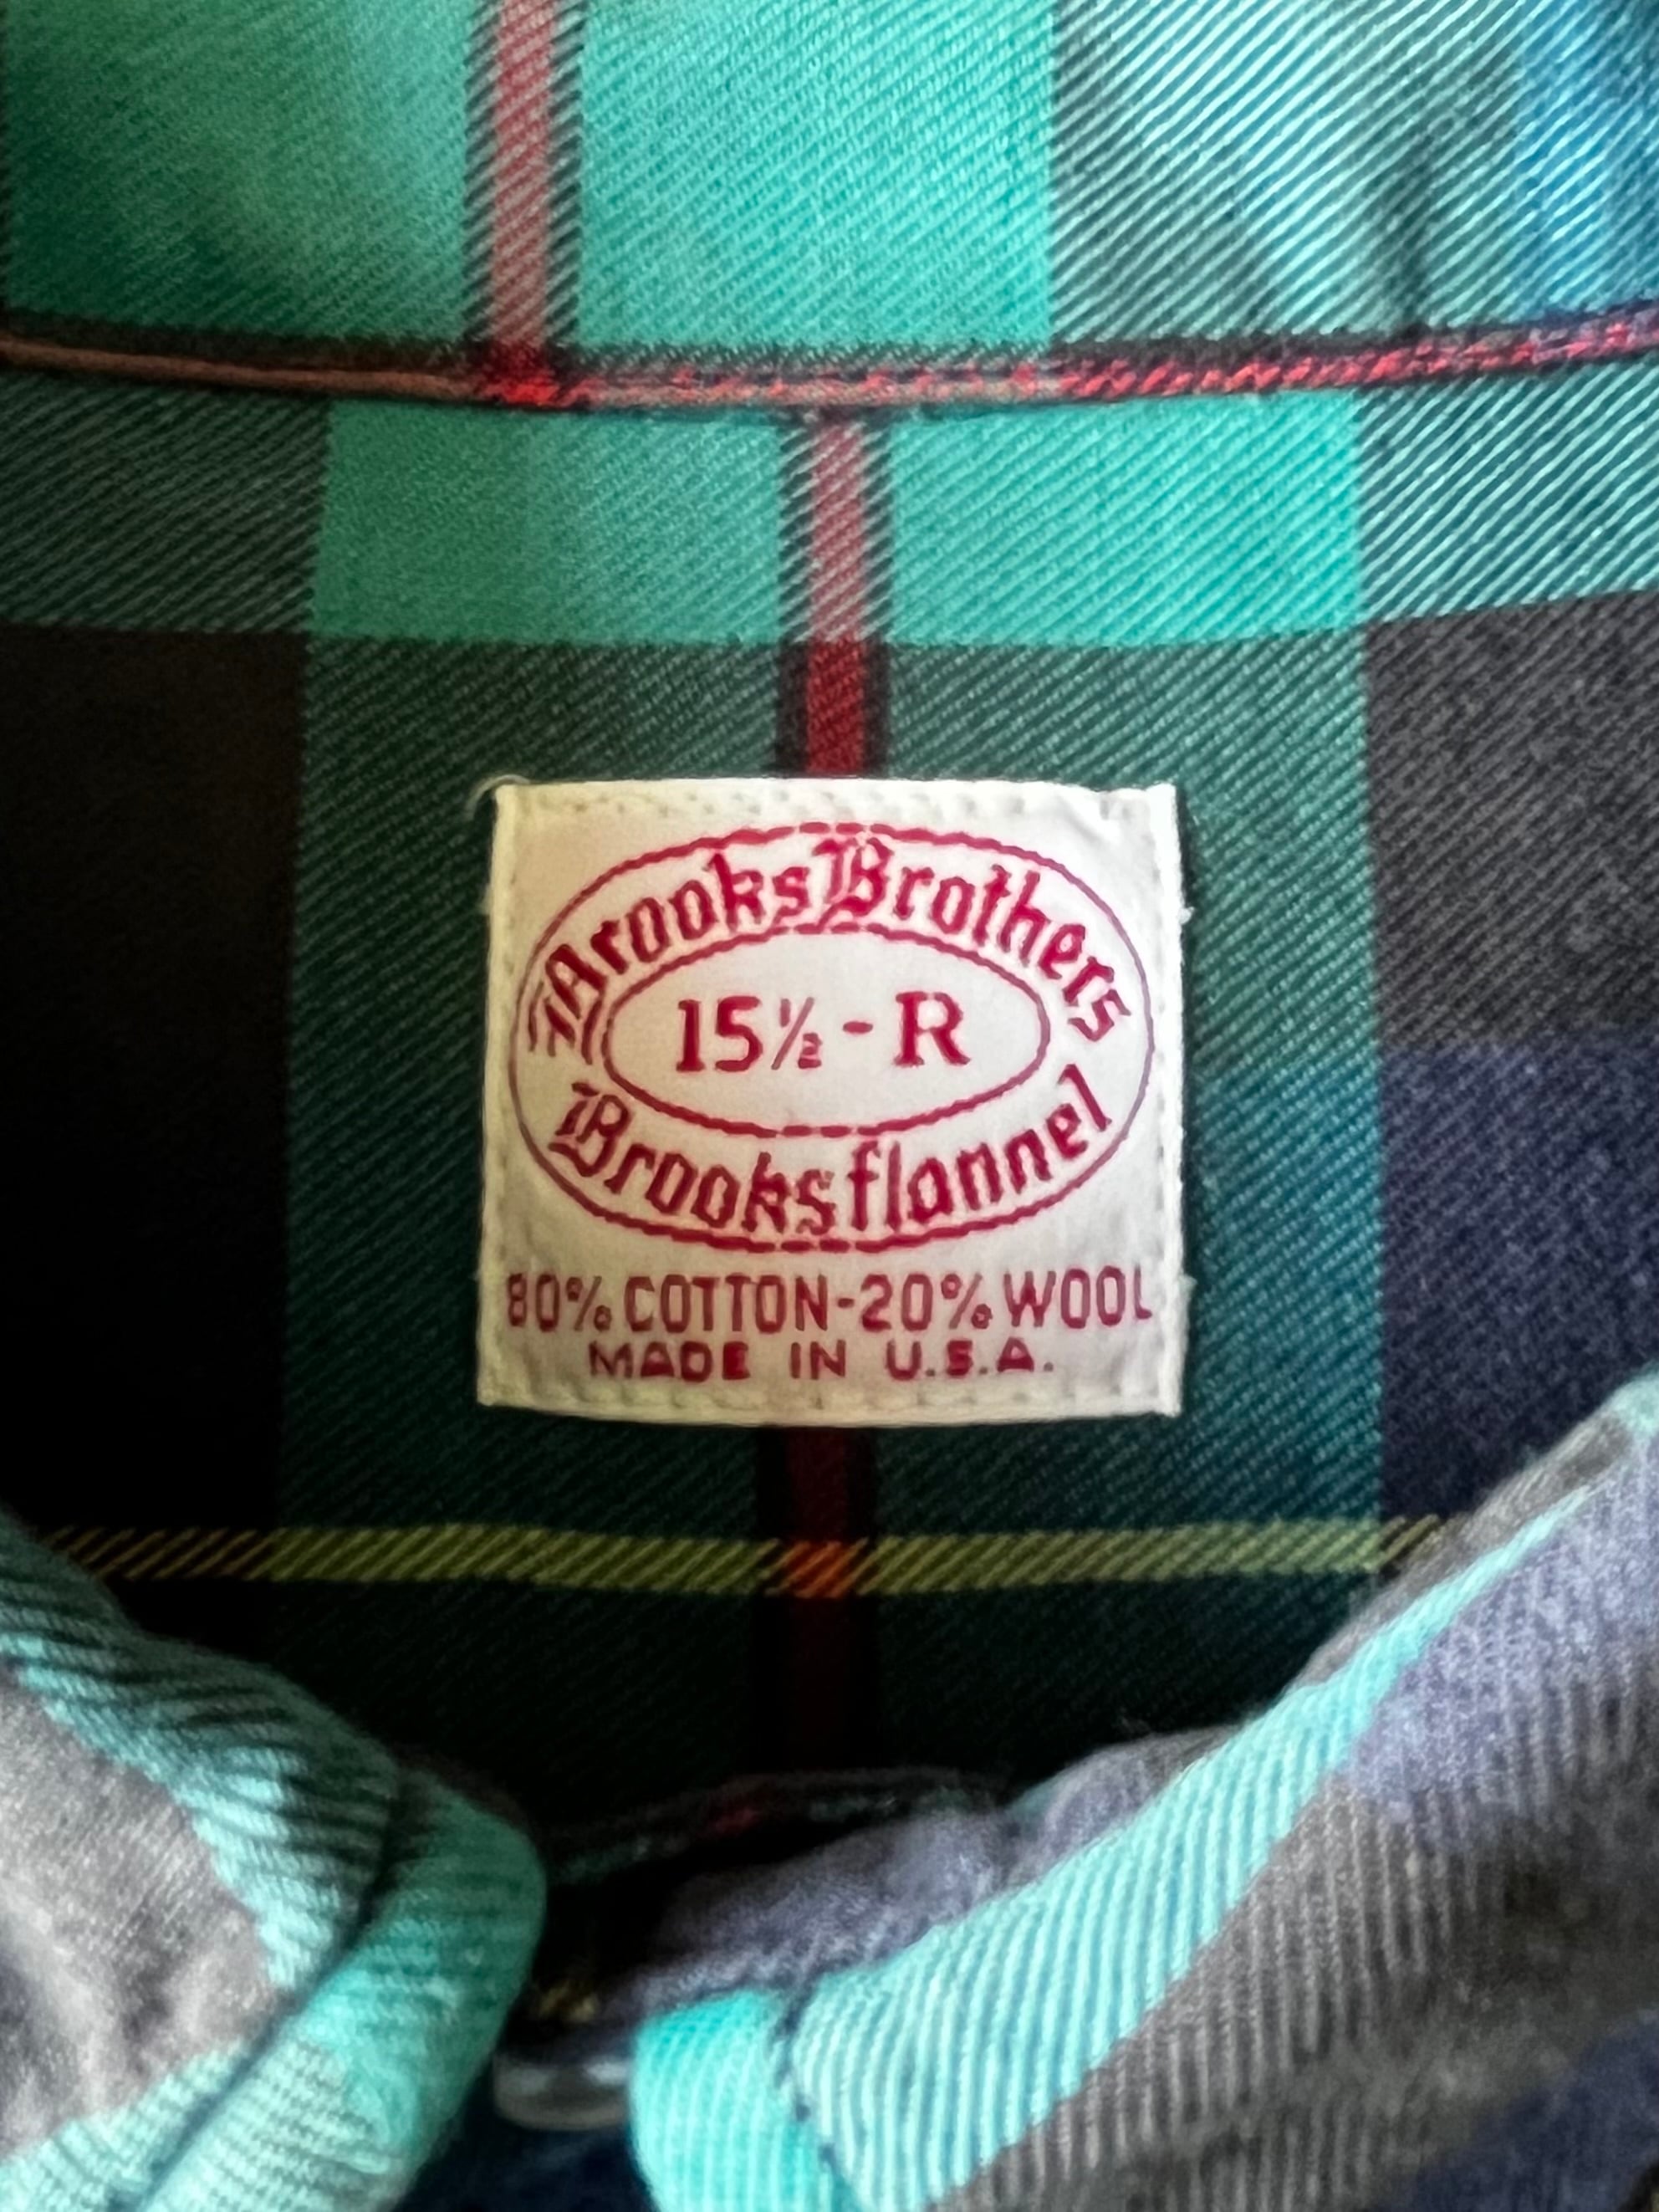 Brooks Brothers
15½-R
Brooksflannel
80% COTTON-20% WOOL
MADE IN U.S.A.